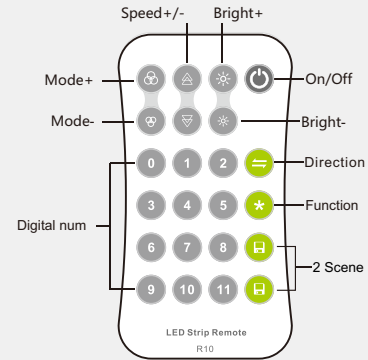 Speed+/- Bright+
Mode+ On/Off
Mode- Bright-
0 1 2 Direction
3 4 5 Function
Digital num
6 7 8
2 Scene
9 10 11
LED Strip Remote
R10